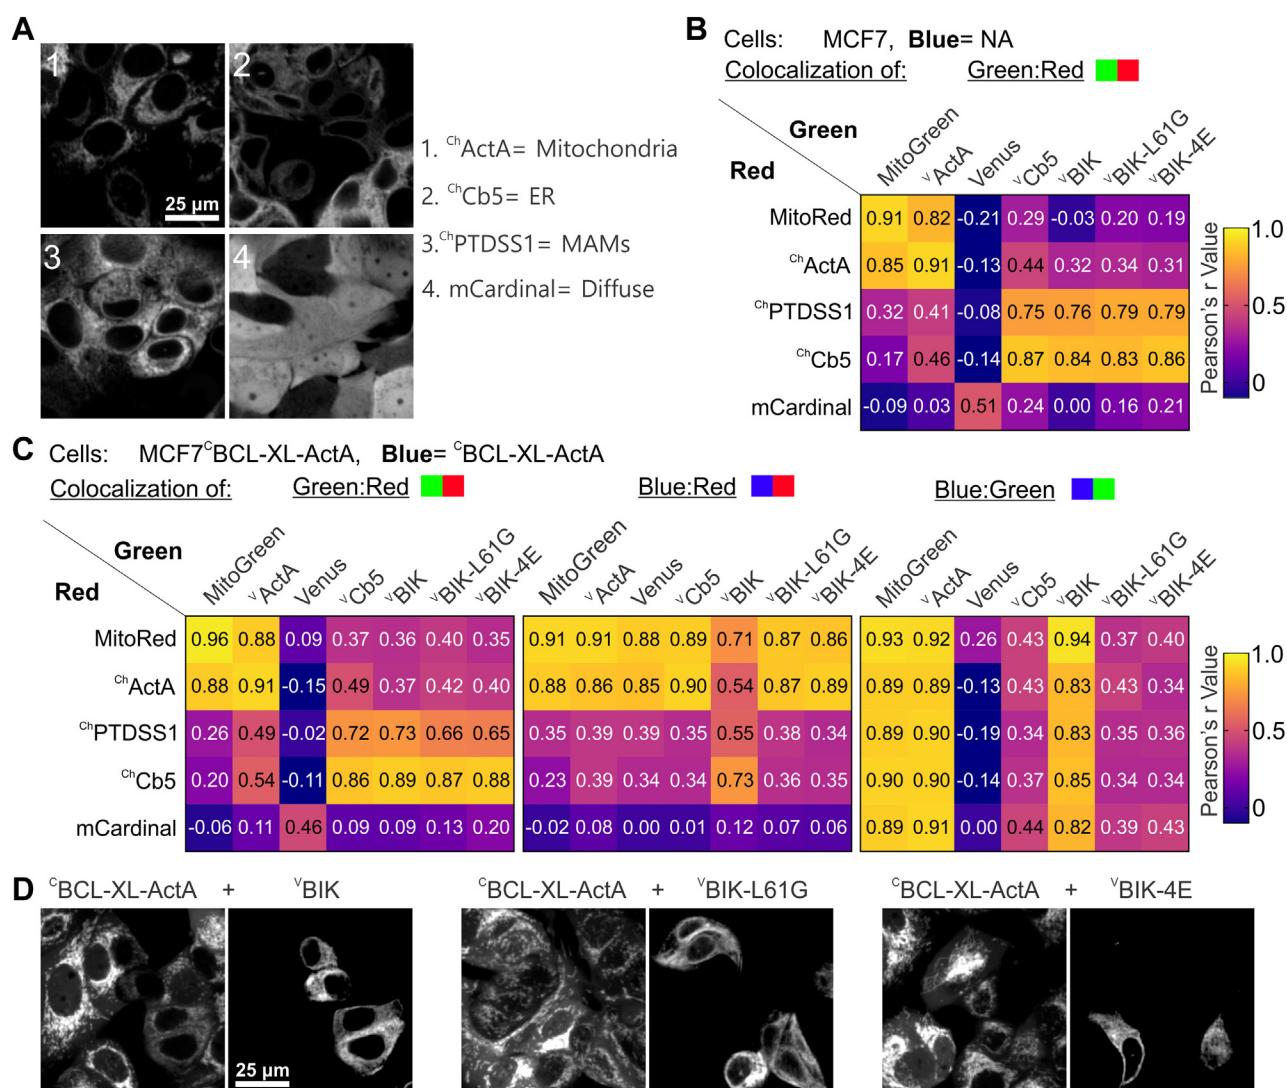 A
1
2
25 µm
3
4
1. ChActA= Mitochondria
2. ChCb5= ER
3.ChPTDSS1= MAMs
4. mCardinal= Diffuse
B
Cells: MCF7, Blue= NA
Colocalization of: Green:Red
Green
Red
MitoGreen VActA Venus VCb5 VBIK VBIK-L61G VBIK-4E
MitoRed 0.91 0.82 -0.21 0.29 -0.03 0.20 0.19
ChActA 0.85 0.91 -0.13 0.44 0.32 0.34 0.31
ChPTDSS1 0.32 0.41 -0.08 0.75 0.76 0.79 0.79
ChCb5 0.17 0.46 -0.14 0.87 0.84 0.83 0.86
mCardinal -0.09 0.03 0.51 0.24 0.00 0.16 0.21
Pearson's r Value
1.0
0.5
0
C
Cells: MCF7CBCL-XL-ActA, Blue= CBCL-XL-ActA
Colocalization of: Green:Red Blue:Red Blue:Green
Green
Red
MitoGreen VActA Venus VCb5 VBIK VBIK-L61G VBIK-4E MitoGreen VActA Venus VCb5 VBIK VBIK-L61G VBIK-4E MitoGreen VActA Venus VCb5 VBIK VBIK-L61G VBIK-4E
MitoRed 0.96 0.88 0.09 0.37 0.36 0.40 0.35 0.91 0.91 0.88 0.89 0.71 0.87 0.86 0.93 0.92 0.26 0.43 0.94 0.37 0.40
ChActA 0.88 0.91 -0.15 0.49 0.37 0.42 0.40 0.88 0.86 0.85 0.90 0.54 0.87 0.89 0.89 0.89 -0.13 0.43 0.83 0.43 0.34
ChPTDSS1 0.26 0.49 -0.02 0.72 0.73 0.66 0.65 0.35 0.39 0.39 0.35 0.55 0.38 0.34 0.89 0.90 -0.19 0.34 0.83 0.35 0.36
ChCb5 0.20 0.54 -0.11 0.86 0.89 0.87 0.88 0.23 0.39 0.34 0.34 0.73 0.36 0.35 0.90 0.90 -0.14 0.37 0.85 0.34 0.34
mCardinal -0.06 0.11 0.46 0.09 0.09 0.13 0.20 -0.02 0.08 0.00 0.01 0.12 0.07 0.06 0.89 0.91 0.00 0.44 0.82 0.39 0.43
Pearson's r Value
1.0
0.5
0
D
CBCL-XL-ActA + VBIK
CBCL-XL-ActA + VBIK-L61G
CBCL-XL-ActA + VBIK-4E
25 µm